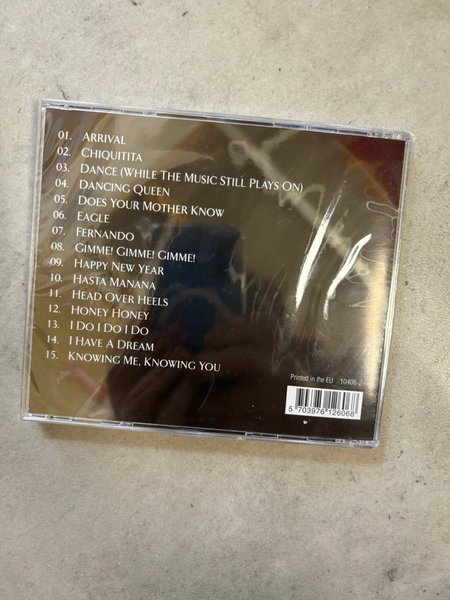 01. ARRIVAL
02. CHIQUITITA
03. DANCE (WHILE THE MUSIC STILL PLAYS ON)
04. DANCING QUEEN
05. DOES YOUR MOTHER KNOW
06. EAGLE
07. FERNANDO
08. GIMME! GIMME! GIMME!
09. HAPPY NEW YEAR
10. HASTA MANANA
11. HEAD OVER HEELS
12. HONEY HONEY
13. I DO I DO I DO
14. I HAVE A DREAM
15. KNOWING ME, KNOWING YOU
Printed in the EU 10406-2
5 703976 126068